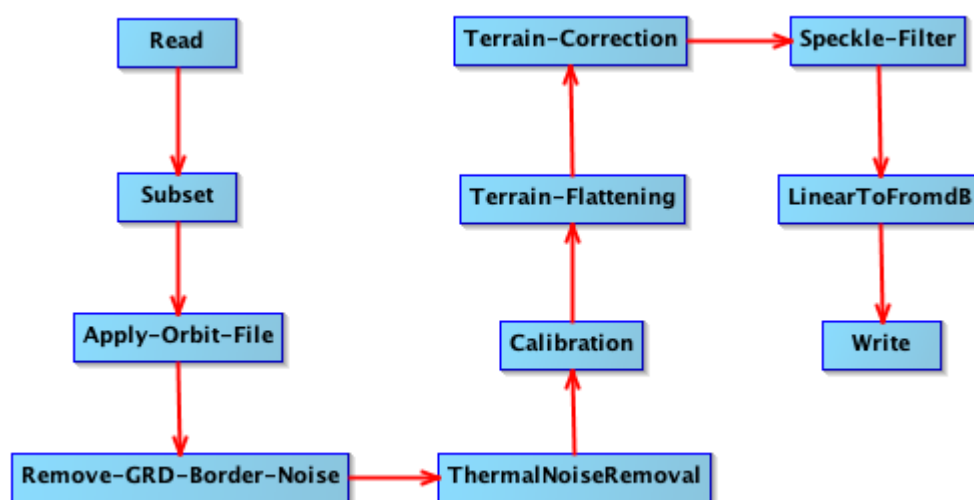 Read
Subset
Apply-Orbit-File
Remove-GRD-Border-Noise
ThermalNoiseRemoval
Calibration
Terrain-Flattening
Terrain-Correction
Speckle-Filter
LinearToFromdB
Write